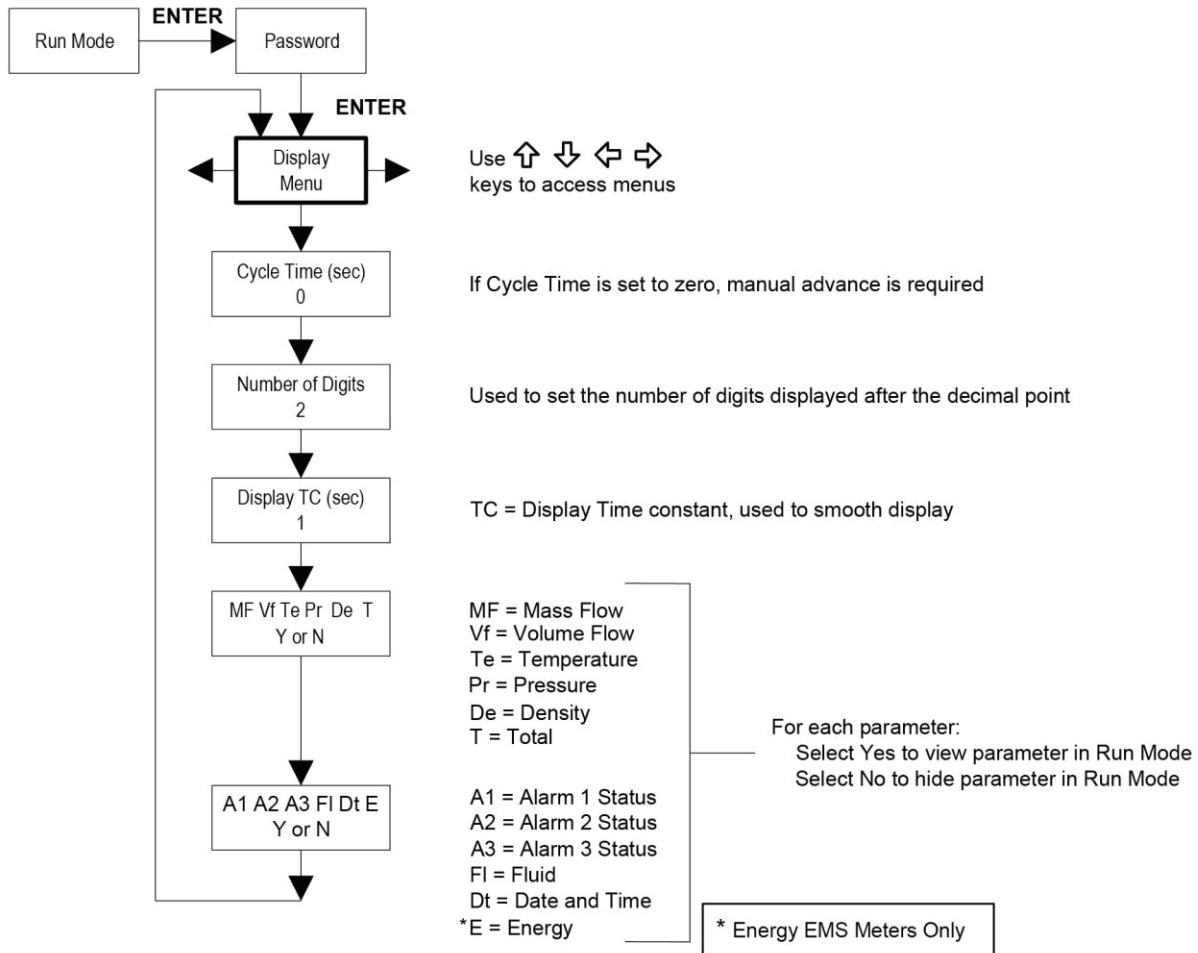 Run Mode
ENTER
Password
ENTER
Display
Menu
Use
keys to access menus
Cycle Time (sec)
0
If Cycle Time is set to zero, manual advance is required
Number of Digits
2
Used to set the number of digits displayed after the decimal point
Display TC (sec)
1
TC = Display Time constant, used to smooth display
MF Vf Te Pr De T
Y or N
MF = Mass Flow
Vf = Volume Flow
Te = Temperature
Pr = Pressure
De = Density
T = Total
For each parameter:
Select Yes to view parameter in Run Mode
Select No to hide parameter in Run Mode
A1 A2 A3 Fl Dt E
Y or N
A1 = Alarm 1 Status
A2 = Alarm 2 Status
A3 = Alarm 3 Status
Fl = Fluid
Dt = Date and Time
*E = Energy
* Energy EMS Meters Only